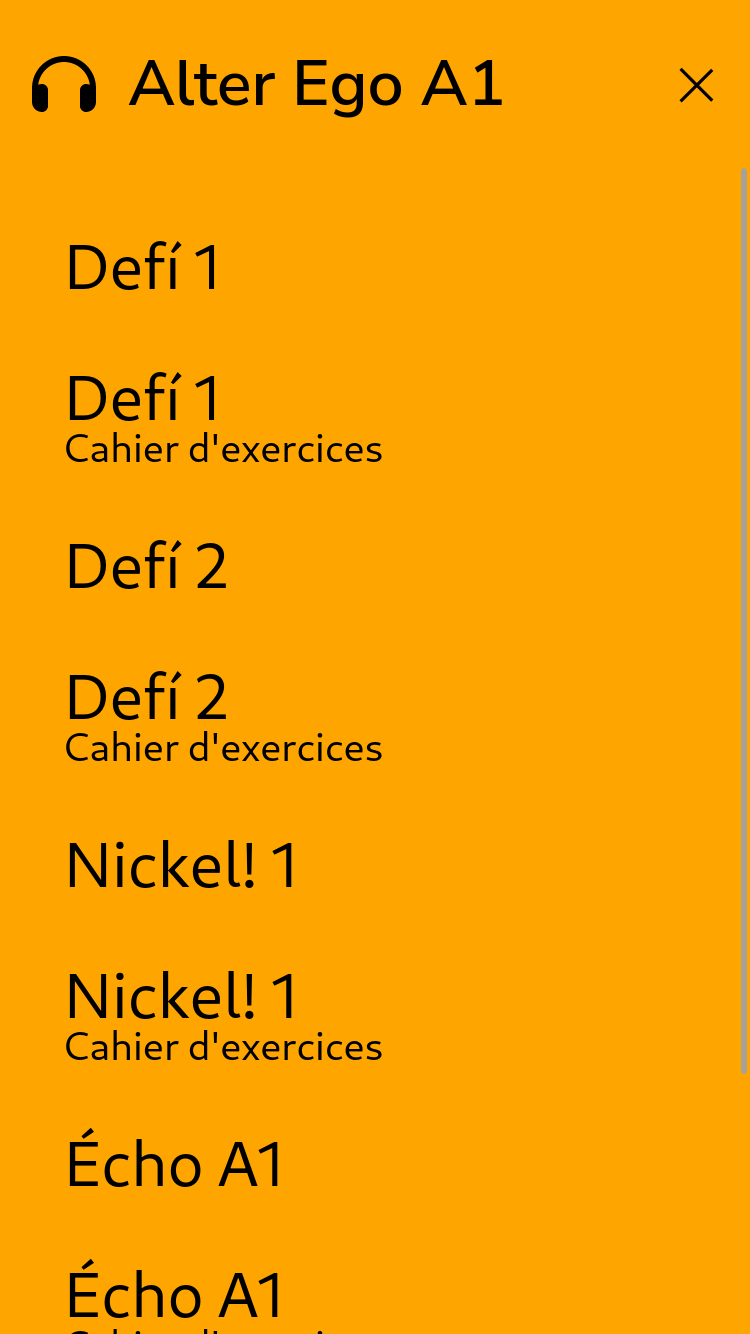 Alter Ego A1
Defí 1
Defí 1
Cahier d'exercices
Defí 2
Defí 2
Cahier d'exercices
Nickel! 1
Nickel! 1
Cahier d'exercices
Écho A1
Écho A1